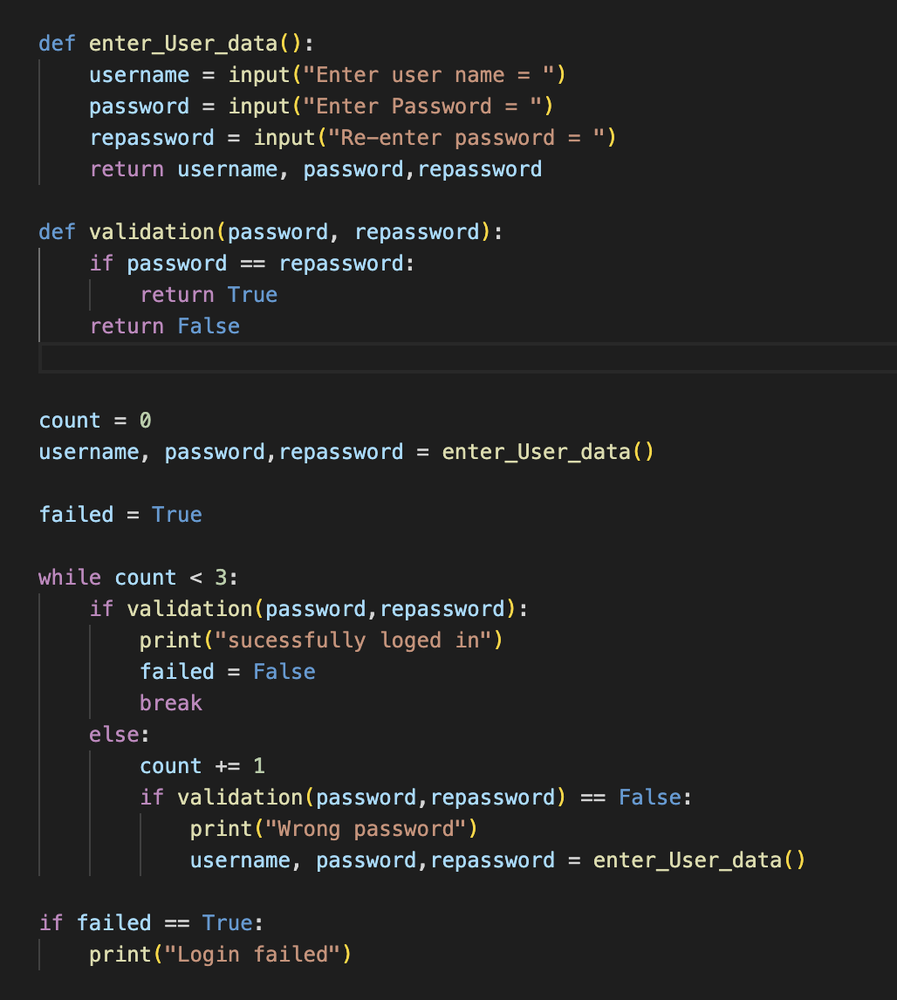 def enter_User_data():
    username = input("Enter user name = ")
    password = input("Enter Password = ")
    repassword = input("Re-enter password = ")
    return username, password,repassword

def validation(password, repassword):
    if password == repassword:
        return True
    return False


count = 0
username, password,repassword = enter_User_data()

failed = True

while count < 3:
    if validation(password,repassword):
        print("sucessfully loged in")
        failed = False
        break
    else:
        count += 1
        if validation(password,repassword) == False:
            print("Wrong password")
            username, password,repassword = enter_User_data()

if failed == True:
    print("Login failed")